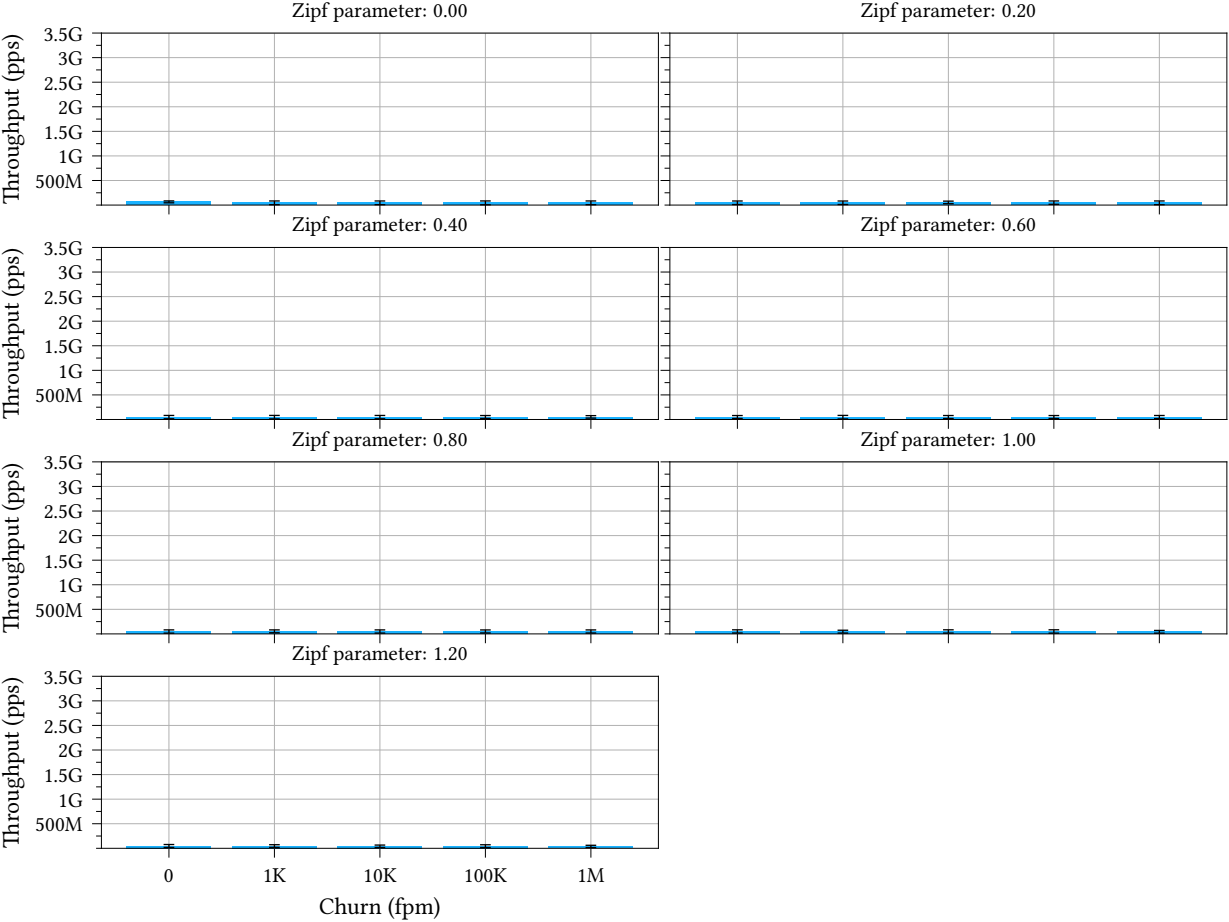 Zipf parameter: 0.00
Zipf parameter: 0.20
Throughput (pps)
3.5G
3G
2.5G
2G
1.5G
1G
500M
Zipf parameter: 0.40
Zipf parameter: 0.60
Throughput (pps)
3.5G
3G
2.5G
2G
1.5G
1G
500M
Zipf parameter: 0.80
Zipf parameter: 1.00
Throughput (pps)
3.5G
3G
2.5G
2G
1.5G
1G
500M
Zipf parameter: 1.20
Throughput (pps)
3.5G
3G
2.5G
2G
1.5G
1G
500M
0 1K 10K 100K 1M
Churn (fpm)